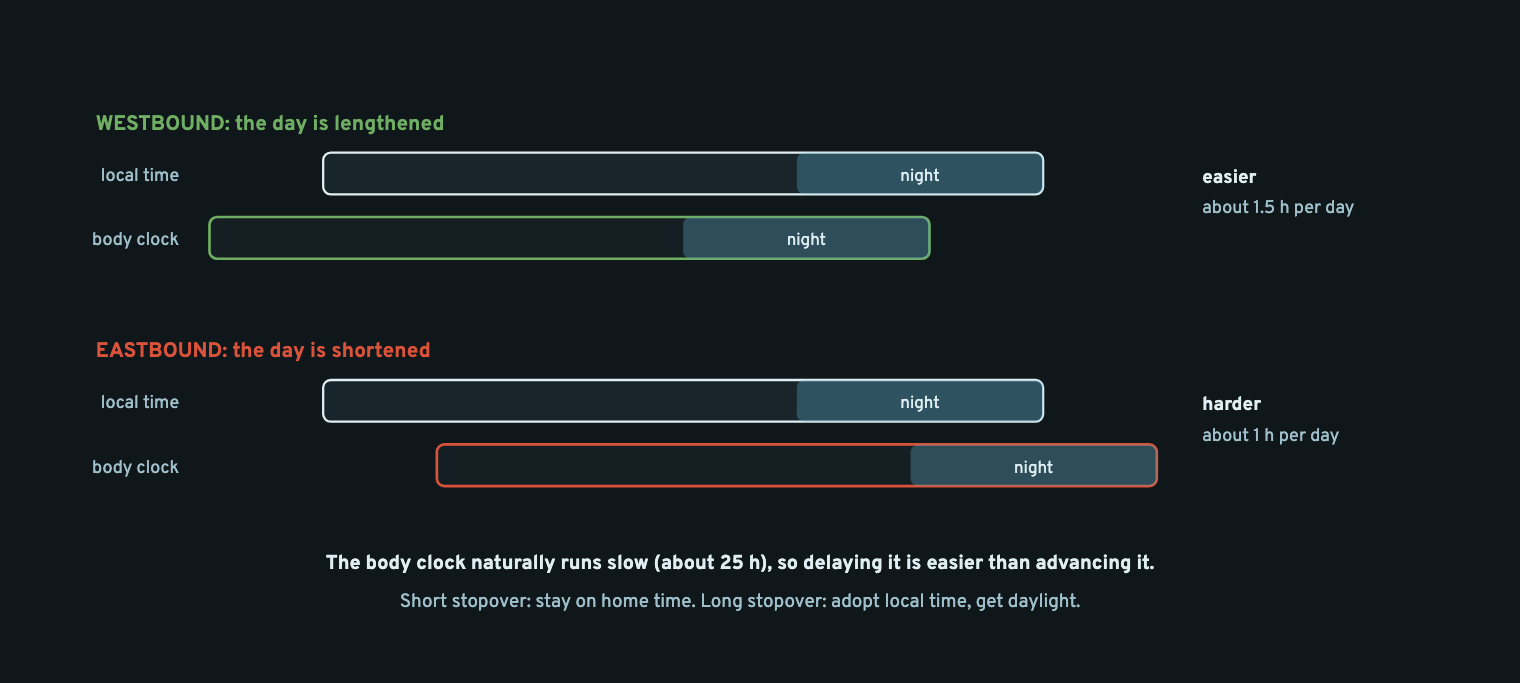 WESTBOUND: the day is lengthened
local time
night
easier
about 1.5 h per day
body clock
night
EASTBOUND: the day is shortened
local time
night
harder
about 1 h per day
body clock
night
The body clock naturally runs slow (about 25 h), so delaying it is easier than advancing it.
Short stopover: stay on home time. Long stopover: adopt local time, get daylight.